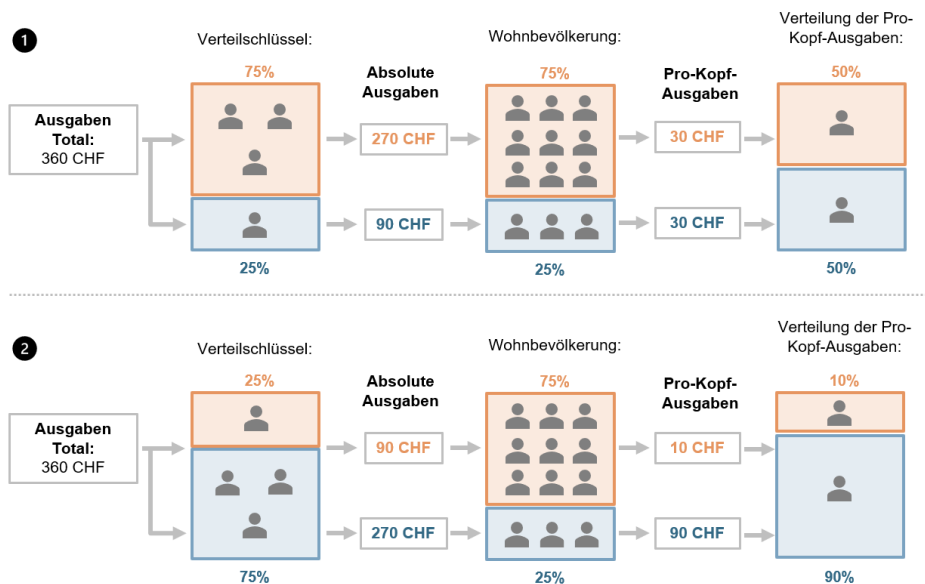 1
Verteilschlüssel:
Wohnbevölkerung:
Verteilung der Pro-
Kopf-Ausgaben:
75%
Absolute
Ausgaben
75%
Pro-Kopf-
Ausgaben
50%
Ausgaben
Total:
360 CHF
270 CHF
30 CHF
90 CHF
30 CHF
25%
25%
50%
2
Verteilschlüssel:
Wohnbevölkerung:
Verteilung der Pro-
Kopf-Ausgaben:
25%
Absolute
Ausgaben
75%
Pro-Kopf-
Ausgaben
10%
Ausgaben
Total:
360 CHF
90 CHF
10 CHF
270 CHF
90 CHF
75%
25%
90%